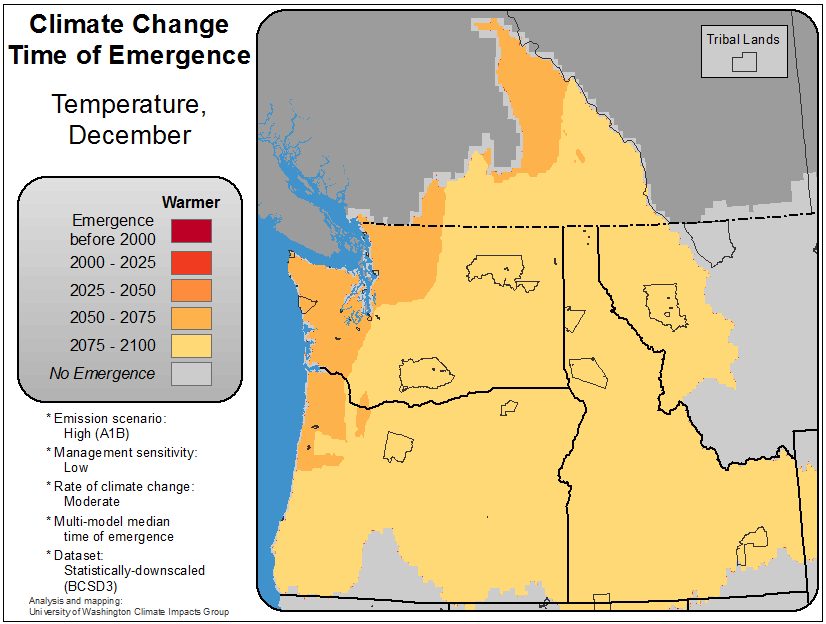 Climate Change
Time of Emergence
Temperature,
December
Warmer
Emergence
before 2000
2000 - 2025
2025 - 2050
2050 - 2075
2075 - 2100
No Emergence
* Emission scenario:
High (A1B)
* Management sensitivity:
Low
* Rate of climate change:
Moderate
* Multi-model median
time of emergence
* Dataset:
Statistically-downscaled
(BCSD3)
Analysis and mapping:
University of Washington Climate Impacts Group
Tribal Lands